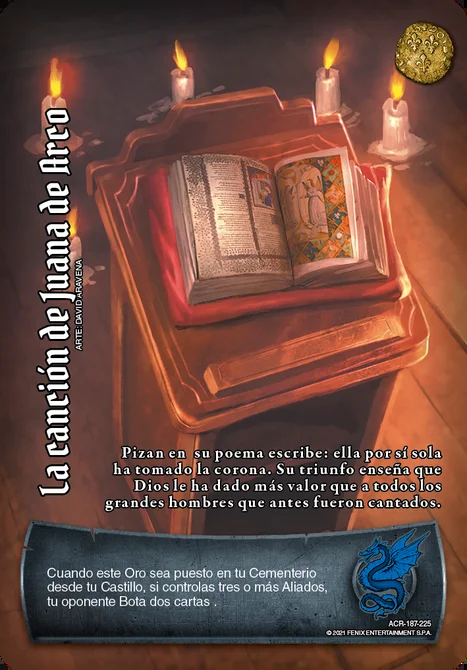 La canción de Juana de Arco
ARTE: DAVID ARAVENA
Pizan en su poema escribe: ella por sí sola
ha tomado la corona. Su triunfo enseña que
Dios le ha dado más valor que a todos los
grandes hombres que antes fueron cantados.
Cuando este Oro sea puesto en tu Cementerio
desde tu Castillo, si controlas tres o más Aliados,
tu oponente Bota dos cartas .
ACR-187-225
© 2021 FENIX ENTERTAINMENT S.P.A.